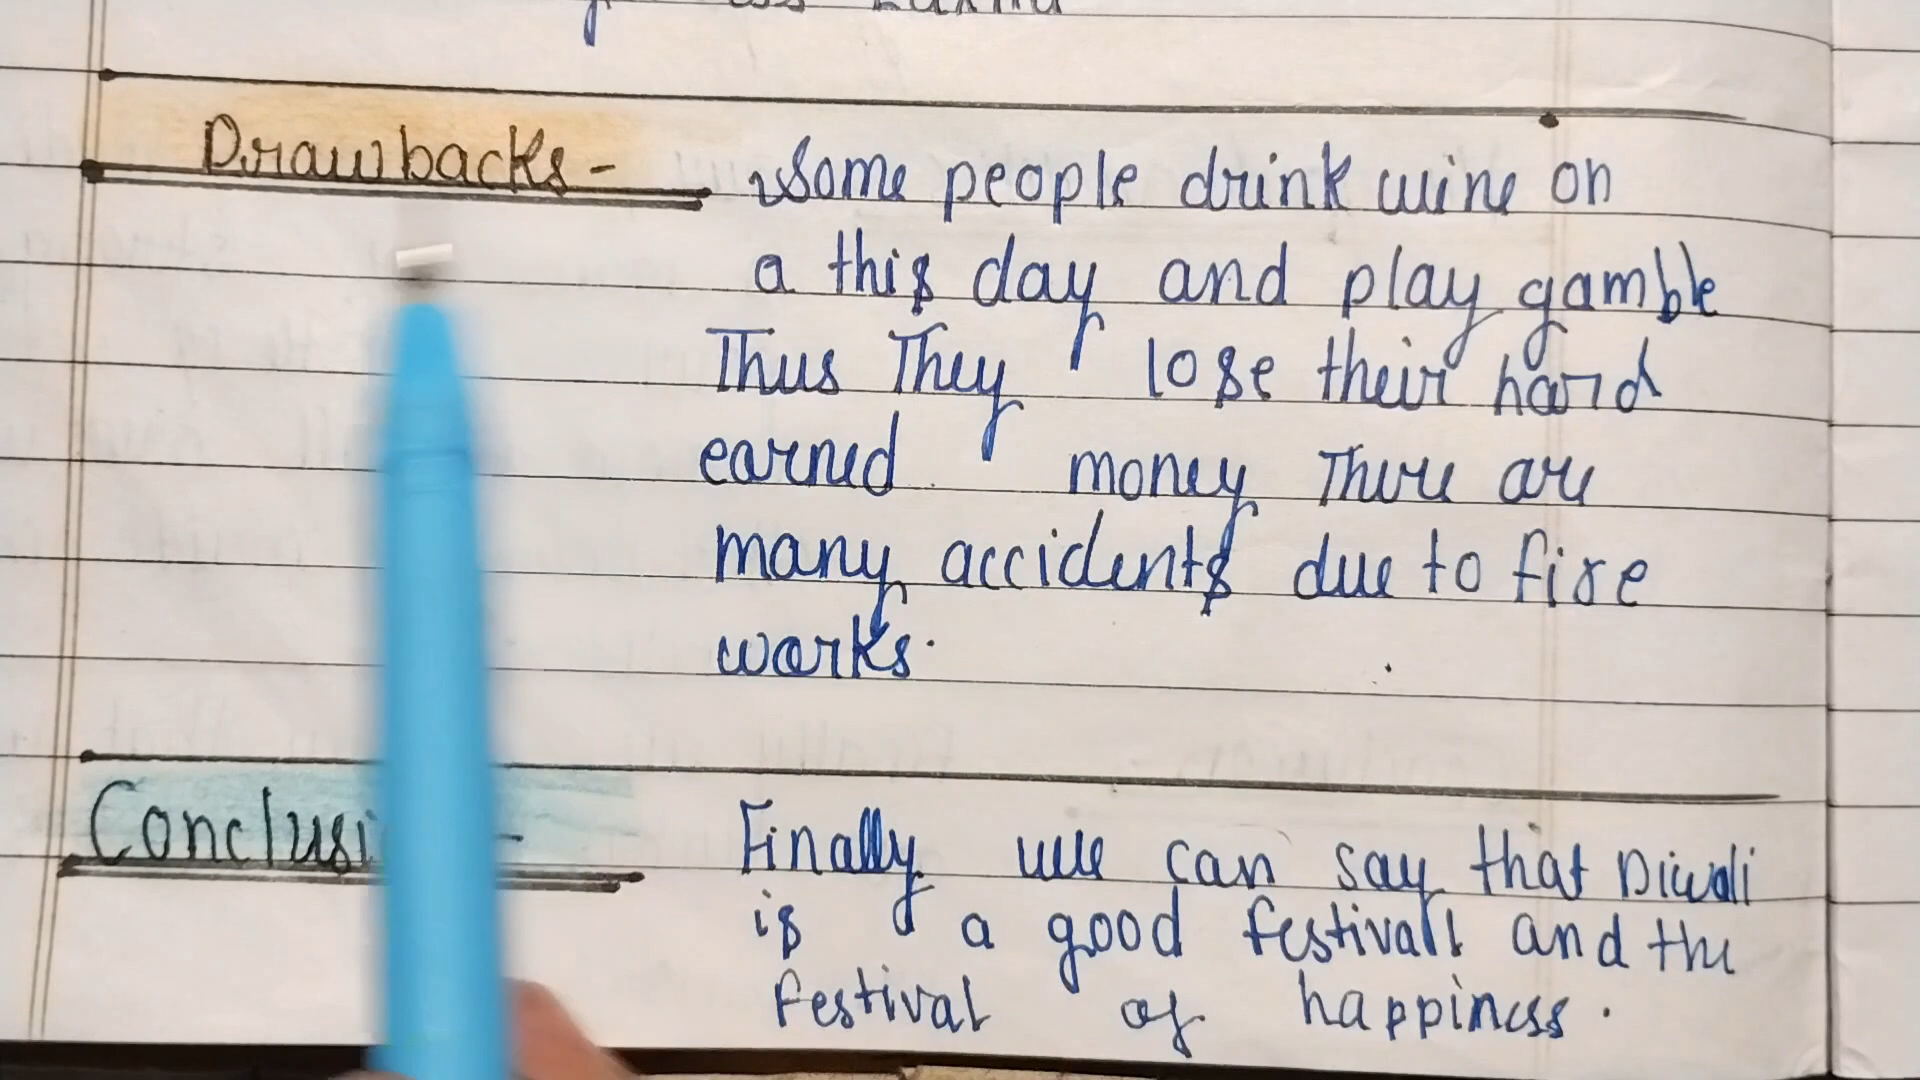 Drawbacks- Some people drink wine on
a this day and play gamble
Thus They lose their hard
earned money There are
many accidents due to fire
works.
Conclusi - Finally we can say that Diwali
is a good festivall and the
festival of happiness.